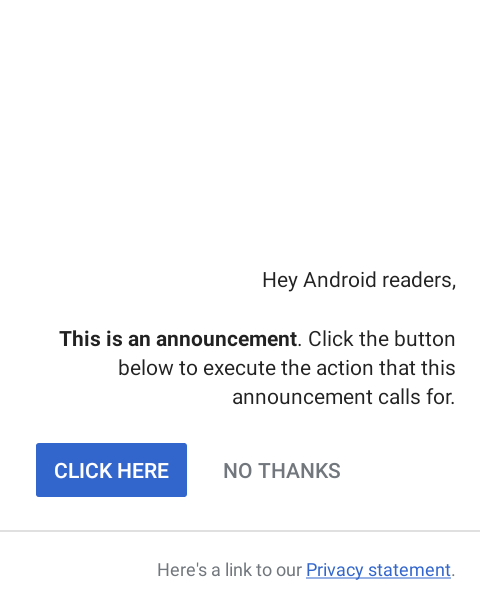 Hey Android readers,
This is an announcement. Click the button
below to execute the action that this
announcement calls for.
CLICK HERE
NO THANKS
Here's a link to our Privacy statement.